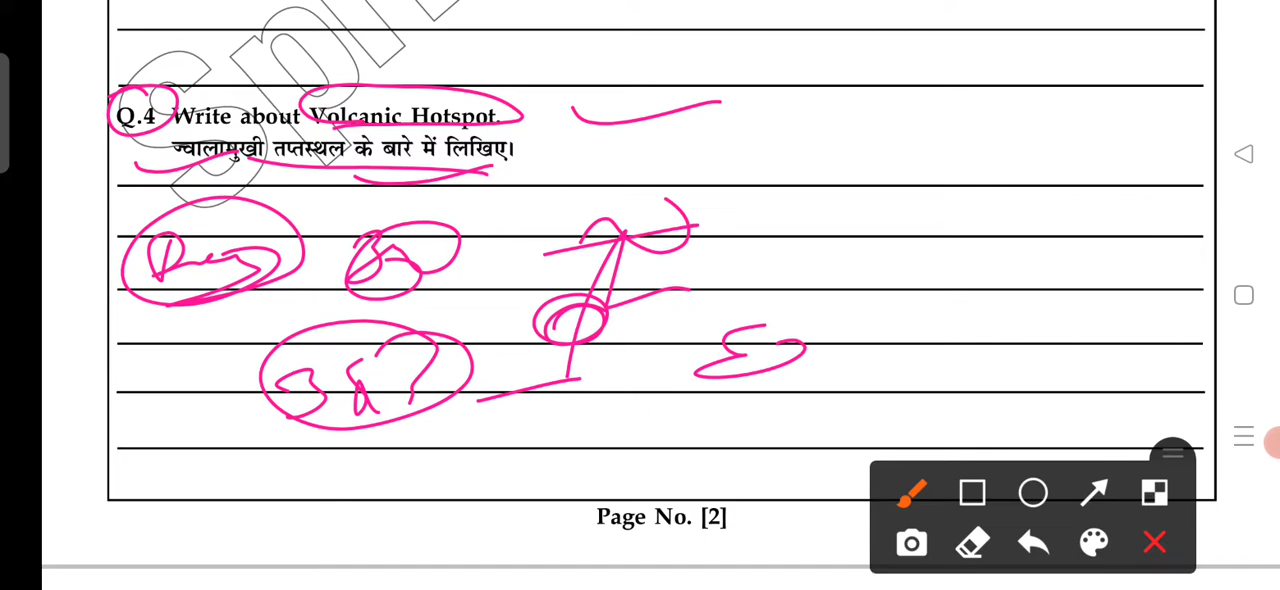 Q.4 Write about Volcanic Hotspot.
ज्वालामुखी तप्तस्थल के बारे में लिखिए।
Page No. [2]